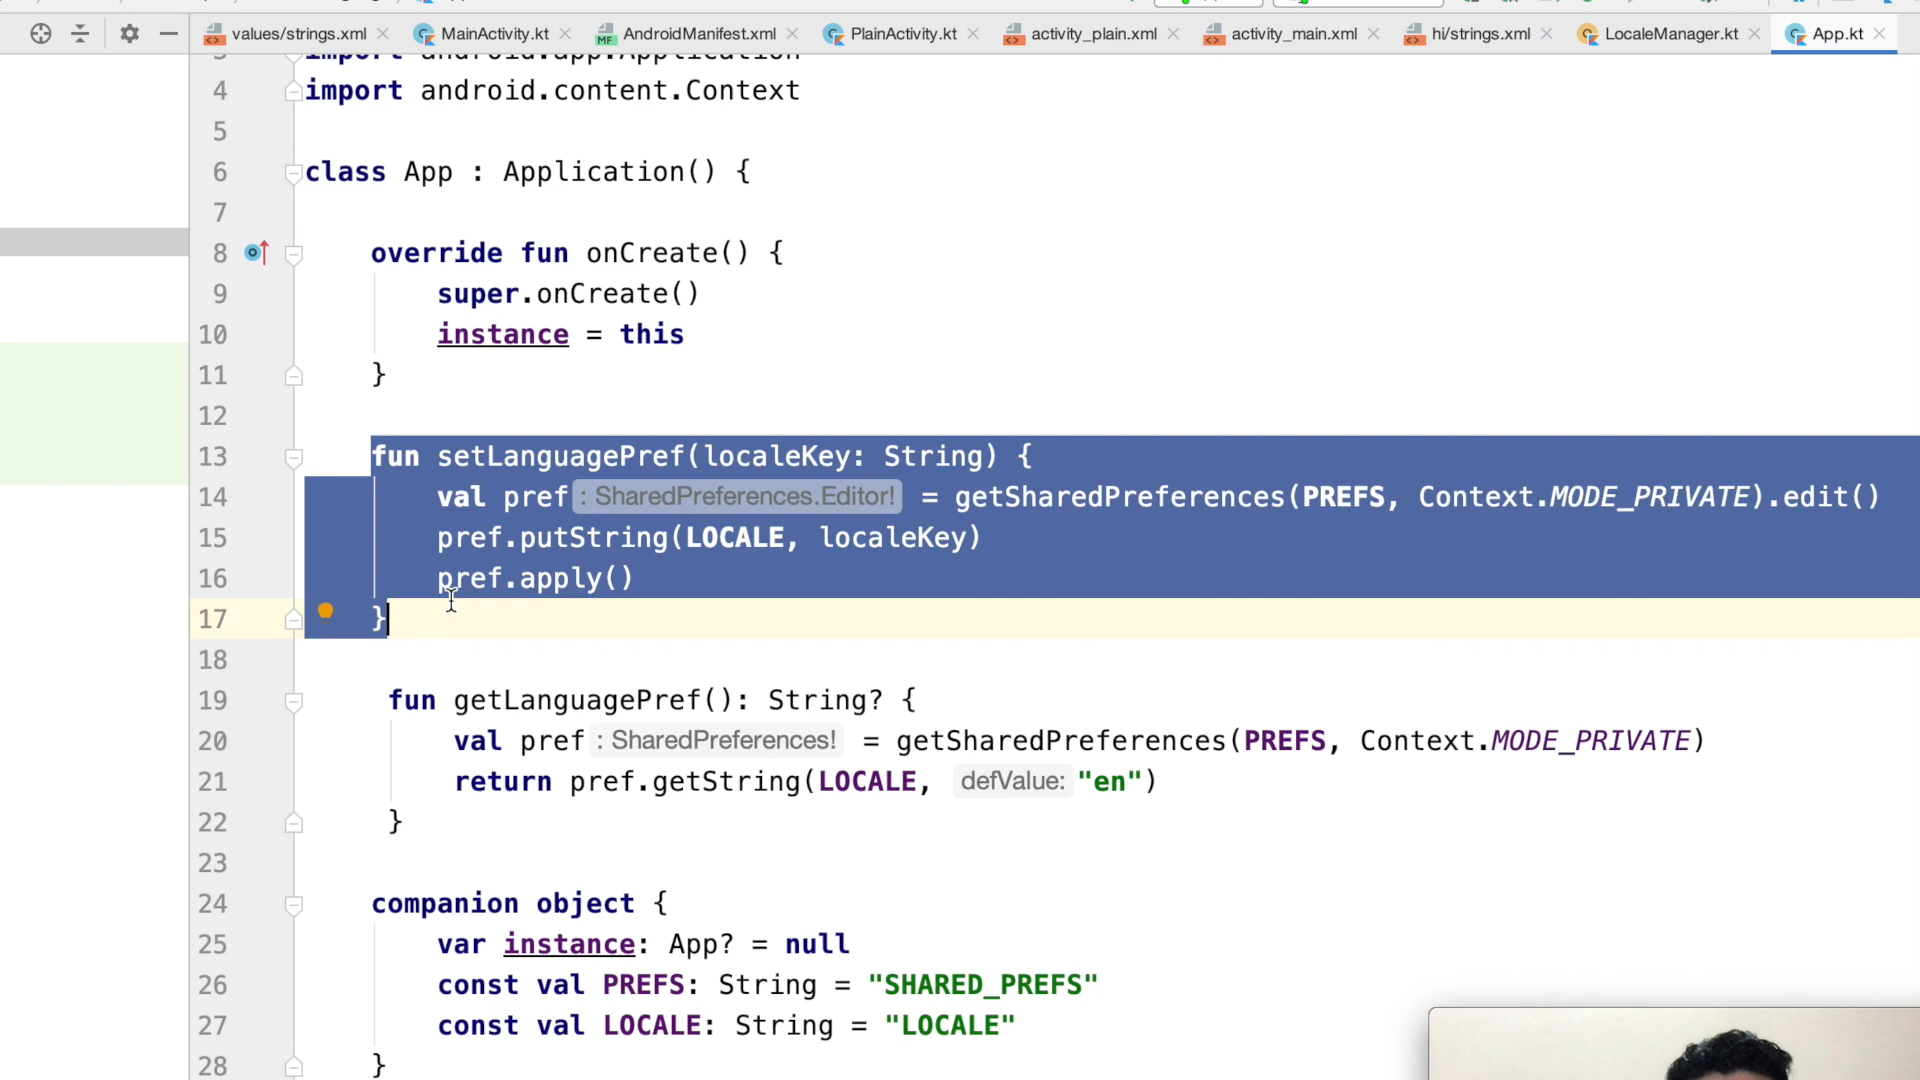 values/strings.xml MainActivity.kt AndroidManifest.xml PlainActivity.kt activity_plain.xml activity_main.xml hi/strings.xml LocaleManager.kt App.kt
import android.app.Application
4 import android.content.Context
5
6 class App : Application() {
7
8 override fun onCreate() {
9 super.onCreate()
10 instance = this
11 }
12
13 fun setLanguagePref(localeKey: String) {
14 val pref : SharedPreferences.Editor! = getSharedPreferences(PREFS, Context.MODE_PRIVATE).edit()
15 pref.putString(LOCALE, localeKey)
16 pref.apply()
17 }
18
19 fun getLanguagePref(): String? {
20 val pref : SharedPreferences! = getSharedPreferences(PREFS, Context.MODE_PRIVATE)
21 return pref.getString(LOCALE, defValue: "en")
22 }
23
24 companion object {
25 var instance: App? = null
26 const val PREFS: String = "SHARED_PREFS"
27 const val LOCALE: String = "LOCALE"
28 }